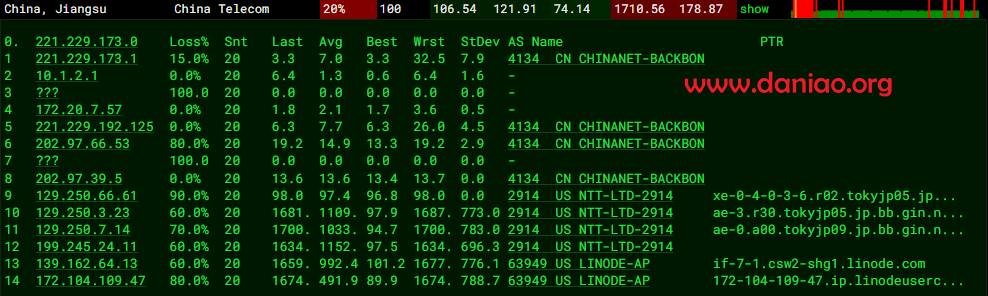 China, Jiangsu China Telecom 20% 100 106.54 121.91 74.14 1710.56 178.87 show
0. 221.229.173.0 Loss% Snt Last Avg Best Wrst StDev AS Name PTR
1 221.229.173.1 15.0% 20 3.3 7.0 3.3 32.5 7.9 4134 CN CHINANET-BACKBON
2 10.1.2.1 0.0% 20 6.4 1.3 0.6 6.4 1.6 -
www.daniao.org
3 ??? 100.0 20 0.0 0.0 0.0 0.0 0.0 -
4 172.20.7.57 0.0% 20 1.8 2.1 1.7 3.6 0.5 -
5 221.229.192.125 0.0% 20 6.3 7.7 6.3 26.0 4.5 4134 CN CHINANET-BACKBON
6 202.97.66.53 80.0% 20 19.2 14.9 13.3 19.2 2.9 4134 CN CHINANET-BACKBON
7 ??? 100.0 20 0.0 0.0 0.0 0.0 0.0 -
8 202.97.39.5 0.0% 20 13.6 13.6 13.4 13.7 0.0 4134 CN CHINANET-BACKBON
9 129.250.66.61 90.0% 20 98.0 97.4 96.8 98.0 0.0 2914 US NTT-LTD-2914 xe-0-4-0-3-6.r02.tokyjp05.jp...
10 129.250.3.23 60.0% 20 1681. 1109. 97.9 1687. 773.0 2914 US NTT-LTD-2914 ae-3.r30.tokyjp05.jp.bb.gin.n...
11 129.250.7.14 70.0% 20 1700. 1033. 94.7 1700. 783.0 2914 US NTT-LTD-2914 ae-0.a00.tokyjp09.jp.bb.gin.n...
12 199.245.24.11 60.0% 20 1634. 1152. 97.5 1634. 696.3 2914 US NTT-LTD-2914
13 139.162.64.13 60.0% 20 1659. 992.4 101.2 1677. 776.1 63949 US LINODE-AP if-7-1.csw2-shg1.linode.com
14 172.104.109.47 80.0% 20 1674. 491.9 89.9 1674. 788.7 63949 US LINODE-AP 172-104-109-47.ip.linodeuserc...